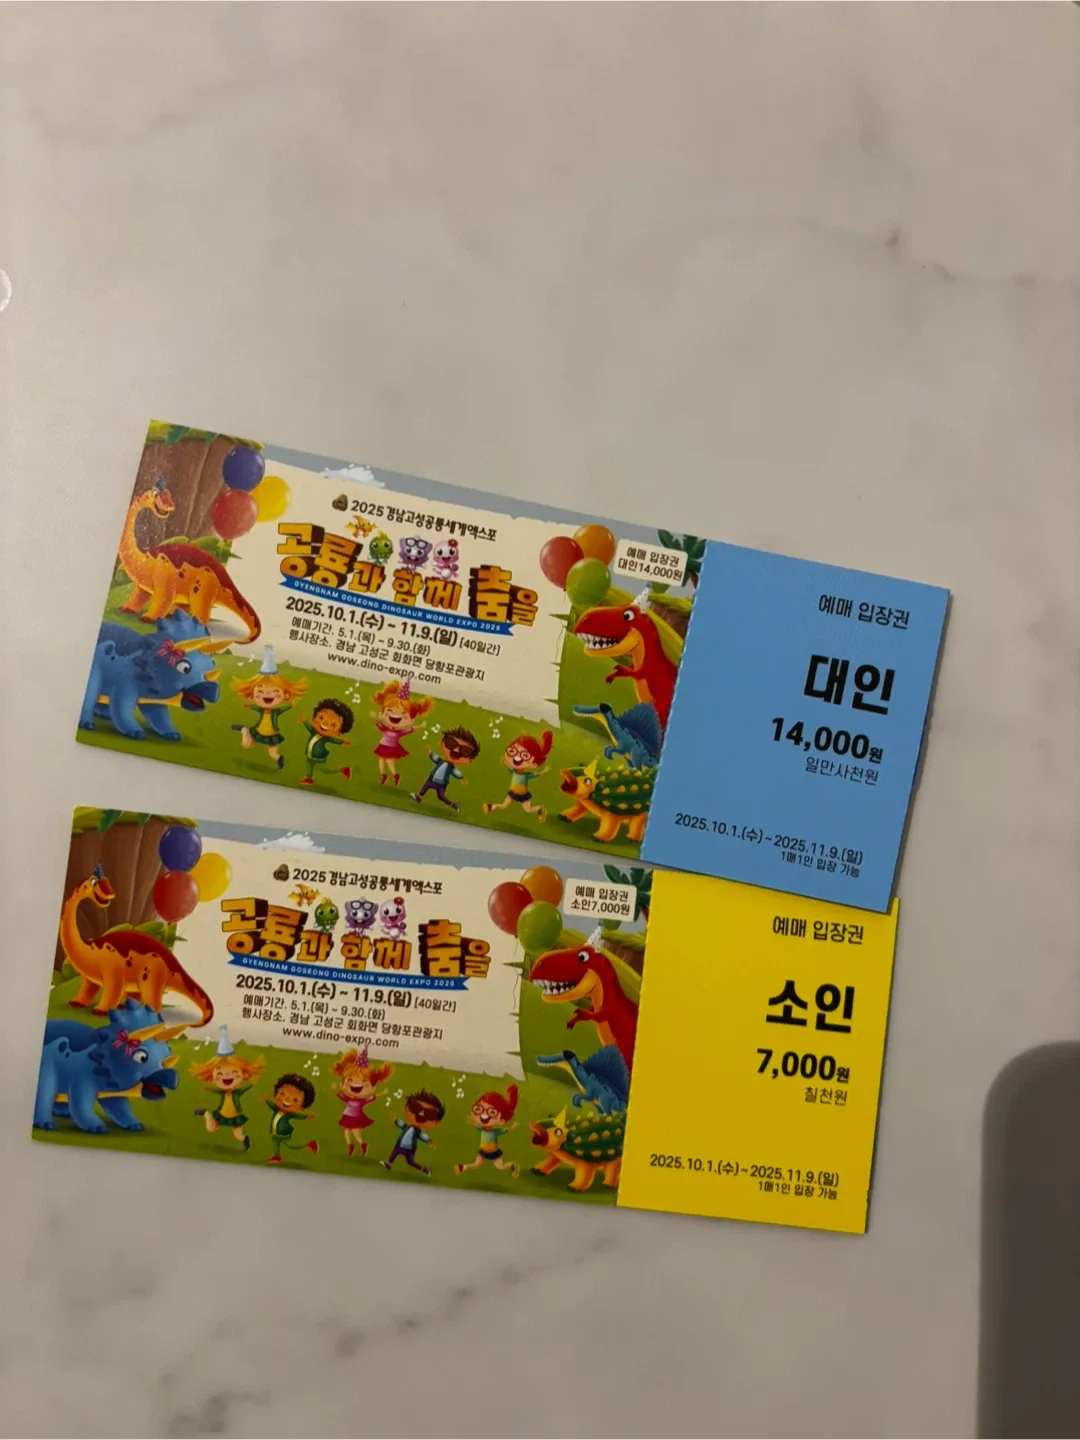 2025경남고성공룡세계엑스포
공룡과 함께 춤을
GYEONGNAM GOSEONG DINOSAUR WORLD EXPO 2025
2025.10.1.(수) ~ 11.9.(일) [40일간]
예매기간. 5.1.(목) ~ 9.30.(화)
행사장소. 경남 고성군 회화면 당항포관광지
www.dino-expo.com
예매 입장권
대인14,000원
예매 입장권
대인
14,000원
일만사천원
2025.10.1.(수)~2025.11.9.(일)
1매1인 입장 가능
2025경남고성공룡세계엑스포
공룡과 함께 춤을
GYEONGNAM GOSEONG DINOSAUR WORLD EXPO 2025
2025.10.1.(수) ~ 11.9.(일) [40일간]
예매기간. 5.1.(목) ~ 9.30.(화)
행사장소. 경남 고성군 회화면 당항포관광지
www.dino-expo.com
예매 입장권
소인7,000원
예매 입장권
소인
7,000원
칠천원
2025.10.1.(수)~2025.11.9.(일)
1매1인 입장 가능